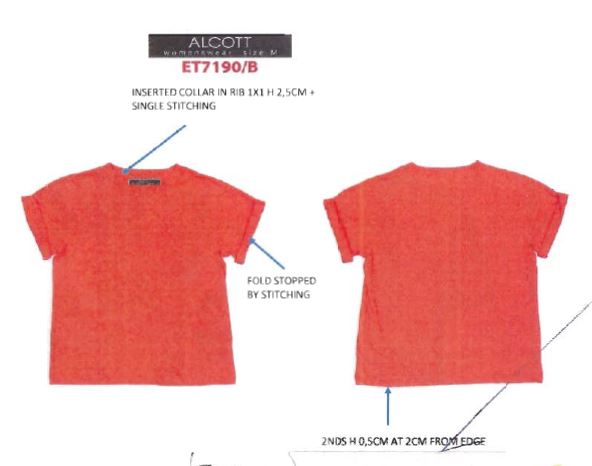 ALCOTT
womenswear size M
ET7190/B
INSERTED COLLAR IN RIB 1X1 H 2,5CM +
SINGLE STITCHING
FOLD STOPPED
BY STITCHING
2NDS H 0,5CM AT 2CM FROM EDGE